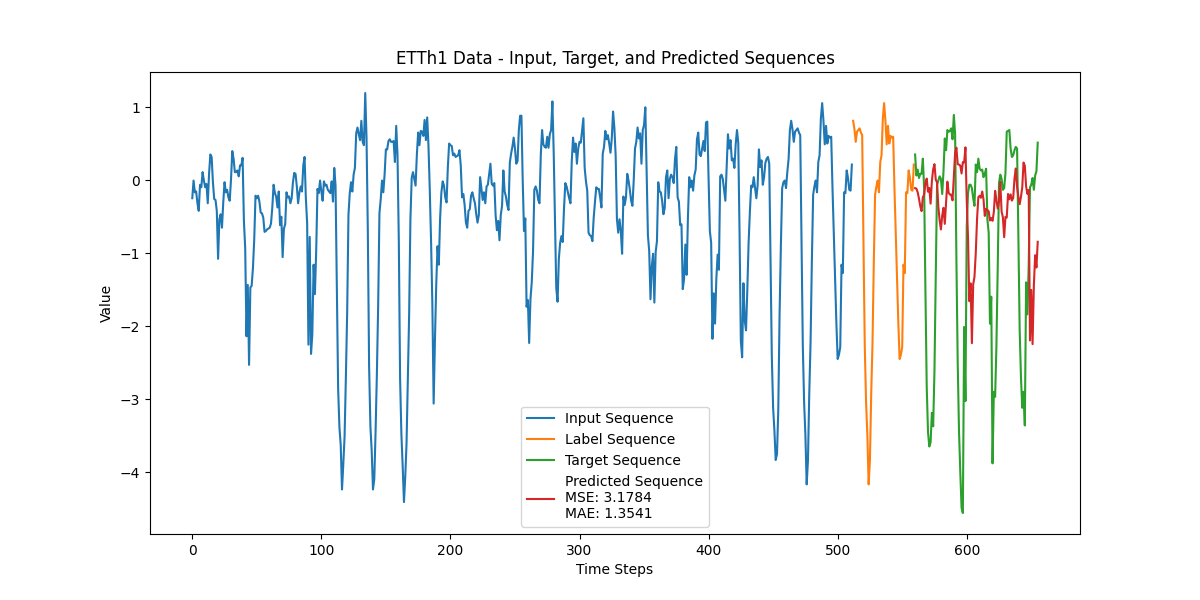 ETTh1 Data - Input, Target, and Predicted Sequences
1
0
−1
−2
−3
−4
Value
Input Sequence
Label Sequence
Target Sequence
Predicted Sequence
MSE: 3.1784
MAE: 1.3541
0 100 200 300 400 500 600
Time Steps